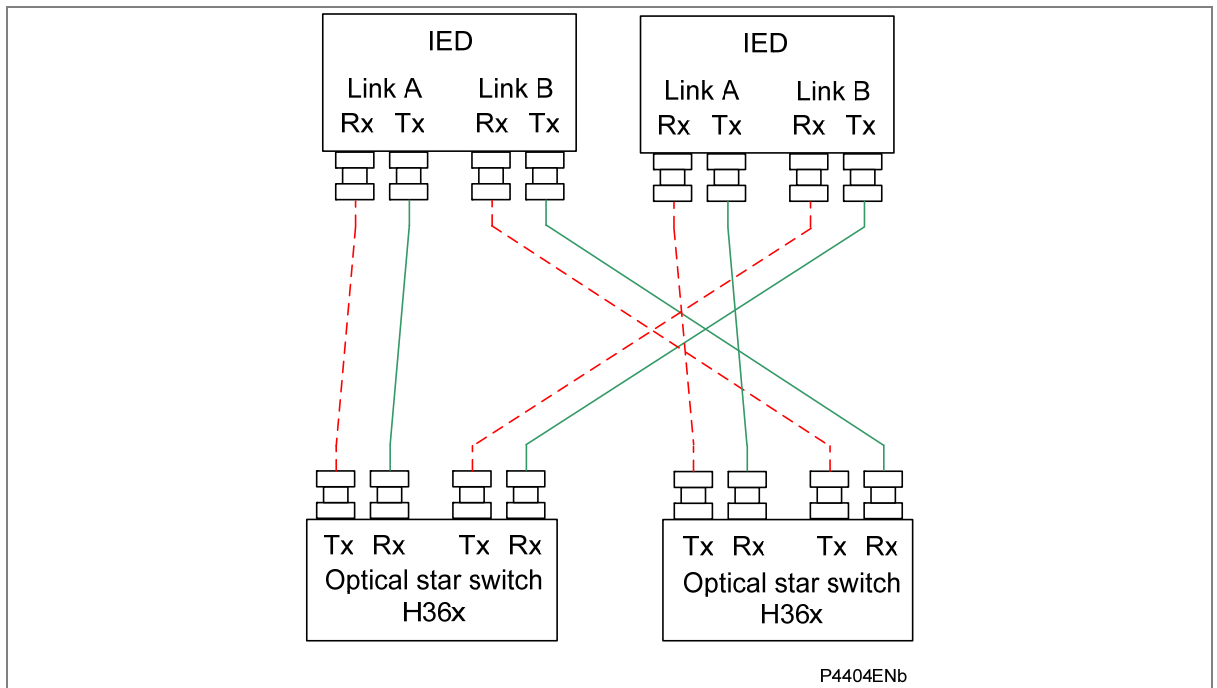 IED
Link A Link B
Rx Tx Rx Tx
IED
Link A Link B
Rx Tx Rx Tx
Tx Rx Tx Rx
Optical star switch
H36x
Tx Rx Tx Rx
Optical star switch
H36x
P4404ENb